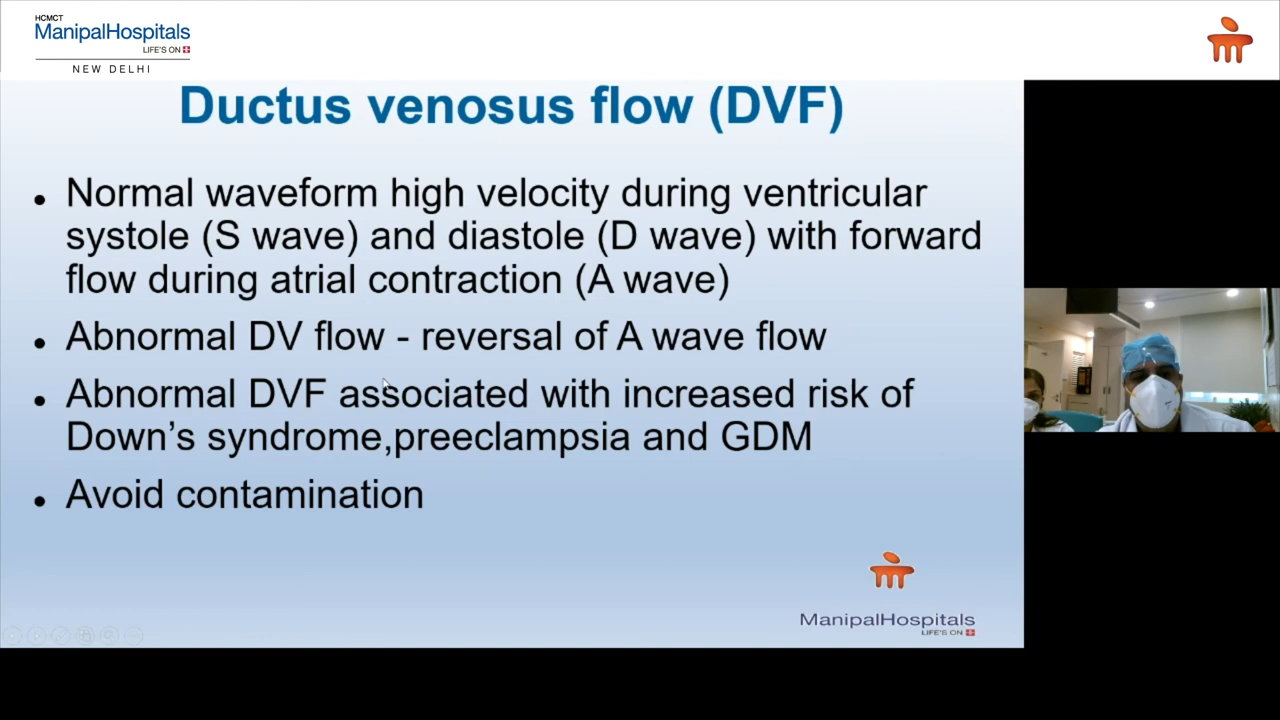 HCMCT
ManipalHospitals
LIFE'S ON
NEW DELHI
Ductus venosus flow (DVF)
• Normal waveform high velocity during ventricular
systole (S wave) and diastole (D wave) with forward
flow during atrial contraction (A wave)
• Abnormal DV flow - reversal of A wave flow
• Abnormal DVF associated with increased risk of
Down’s syndrome,preeclampsia and GDM
• Avoid contamination
ManipalHospitals
LIFE'S ON